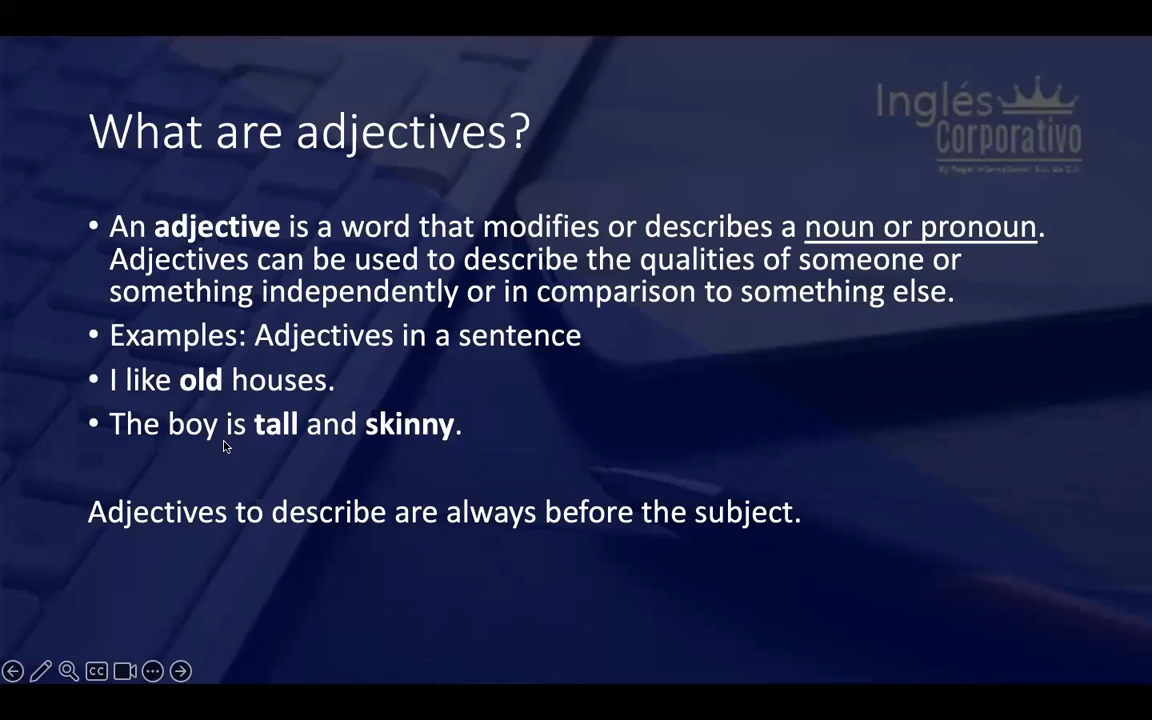 Inglés
Corporativo
What are adjectives?
• An adjective is a word that modifies or describes a noun or pronoun.
Adjectives can be used to describe the qualities of someone or
something independently or in comparison to something else.
• Examples: Adjectives in a sentence
• I like old houses.
• The boy is tall and skinny.
Adjectives to describe are always before the subject.
CC